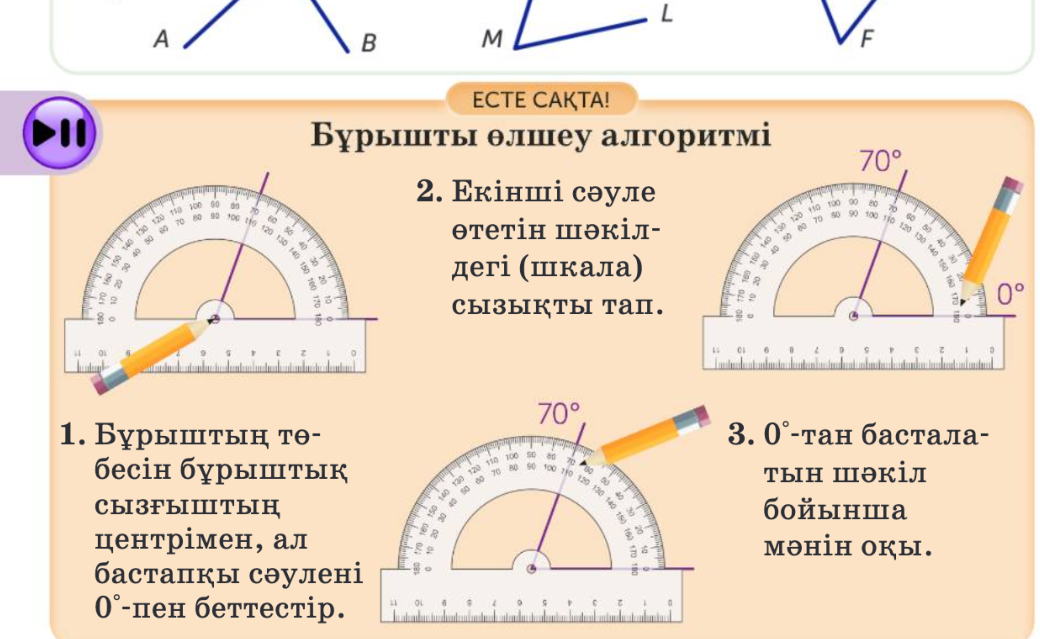 A
B
M
L
F
ЕСТЕ САҚТА!
Бұрышты өлшеу алгоритмі
1. Бұрыштың тө-
бесін бұрыштық
сызғыштың
центрімен, ал
бастапқы сәулені
0°-пен беттестір.
2. Екінші сәуле
өтетін шәкіл-
дегі (шкала)
сызықты тап.
70°
70°
0°
3. 0°-тан бастала-
тын шәкіл
бойынша
мәнін оқы.